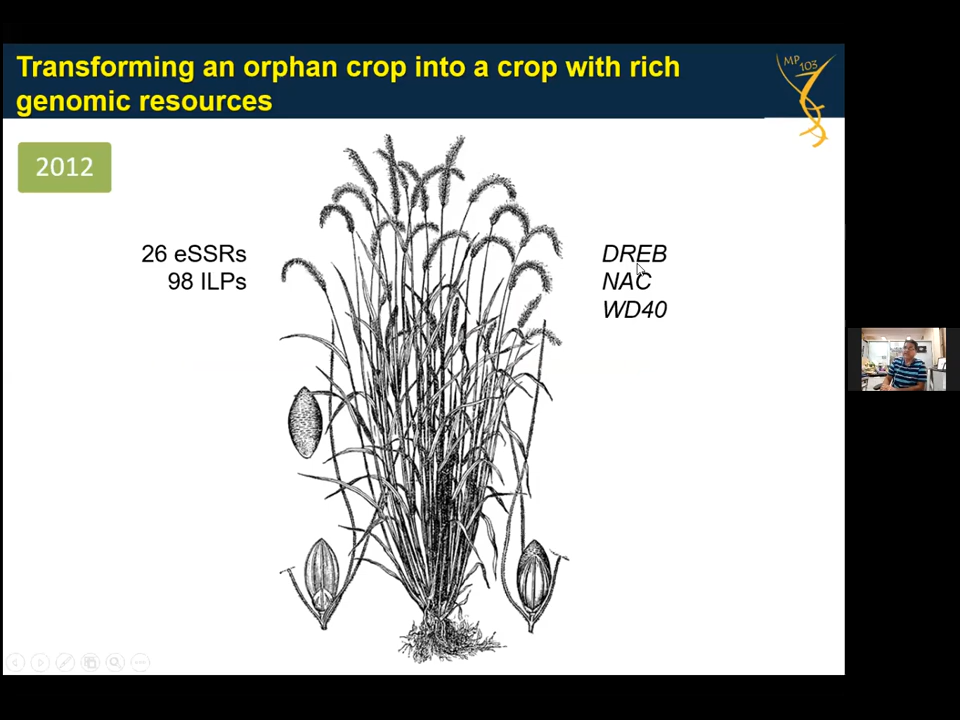 Transforming an orphan crop into a crop with rich
genomic resources
MP 103
2012
26 eSSRs
98 ILPs
DREB
NAC
WD40